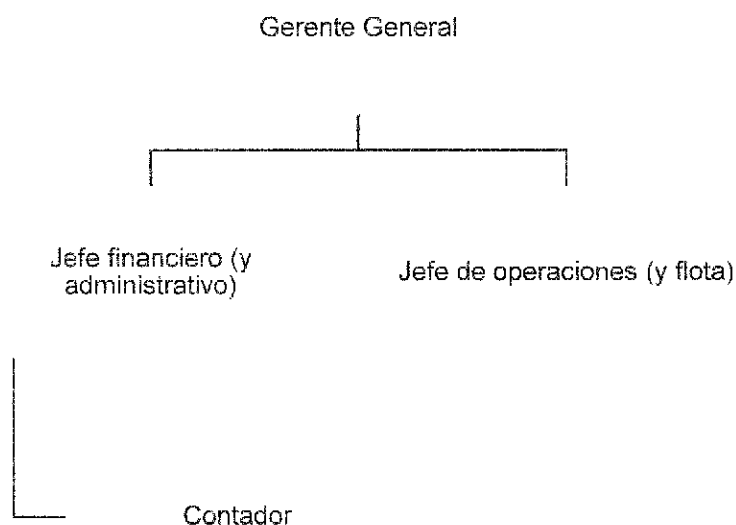 Gerente General
Jefe financiero (y
administrativo)
Jefe de operaciones (y flota)
Contador